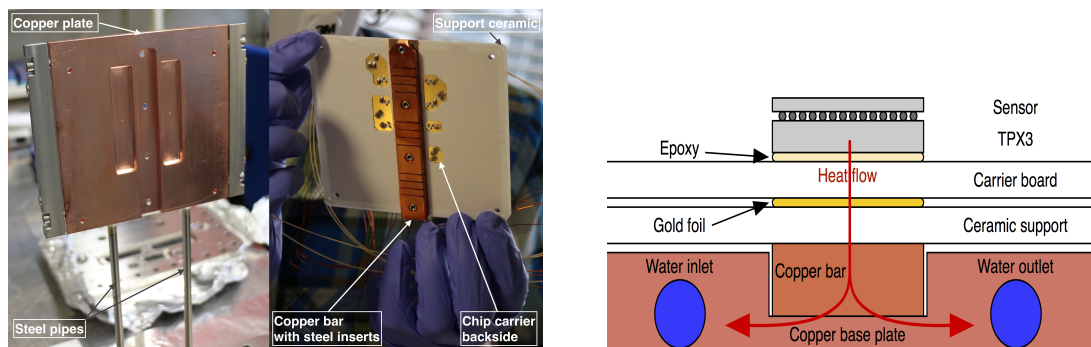 Copper plate
Steel pipes
Support ceramic
Copper bar
with steel inserts
Chip carrier
backside
Sensor
TPX3
Epoxy
Heat flow
Carrier board
Gold foil
Ceramic support
Water inlet
Copper bar
Water outlet
Copper base plate